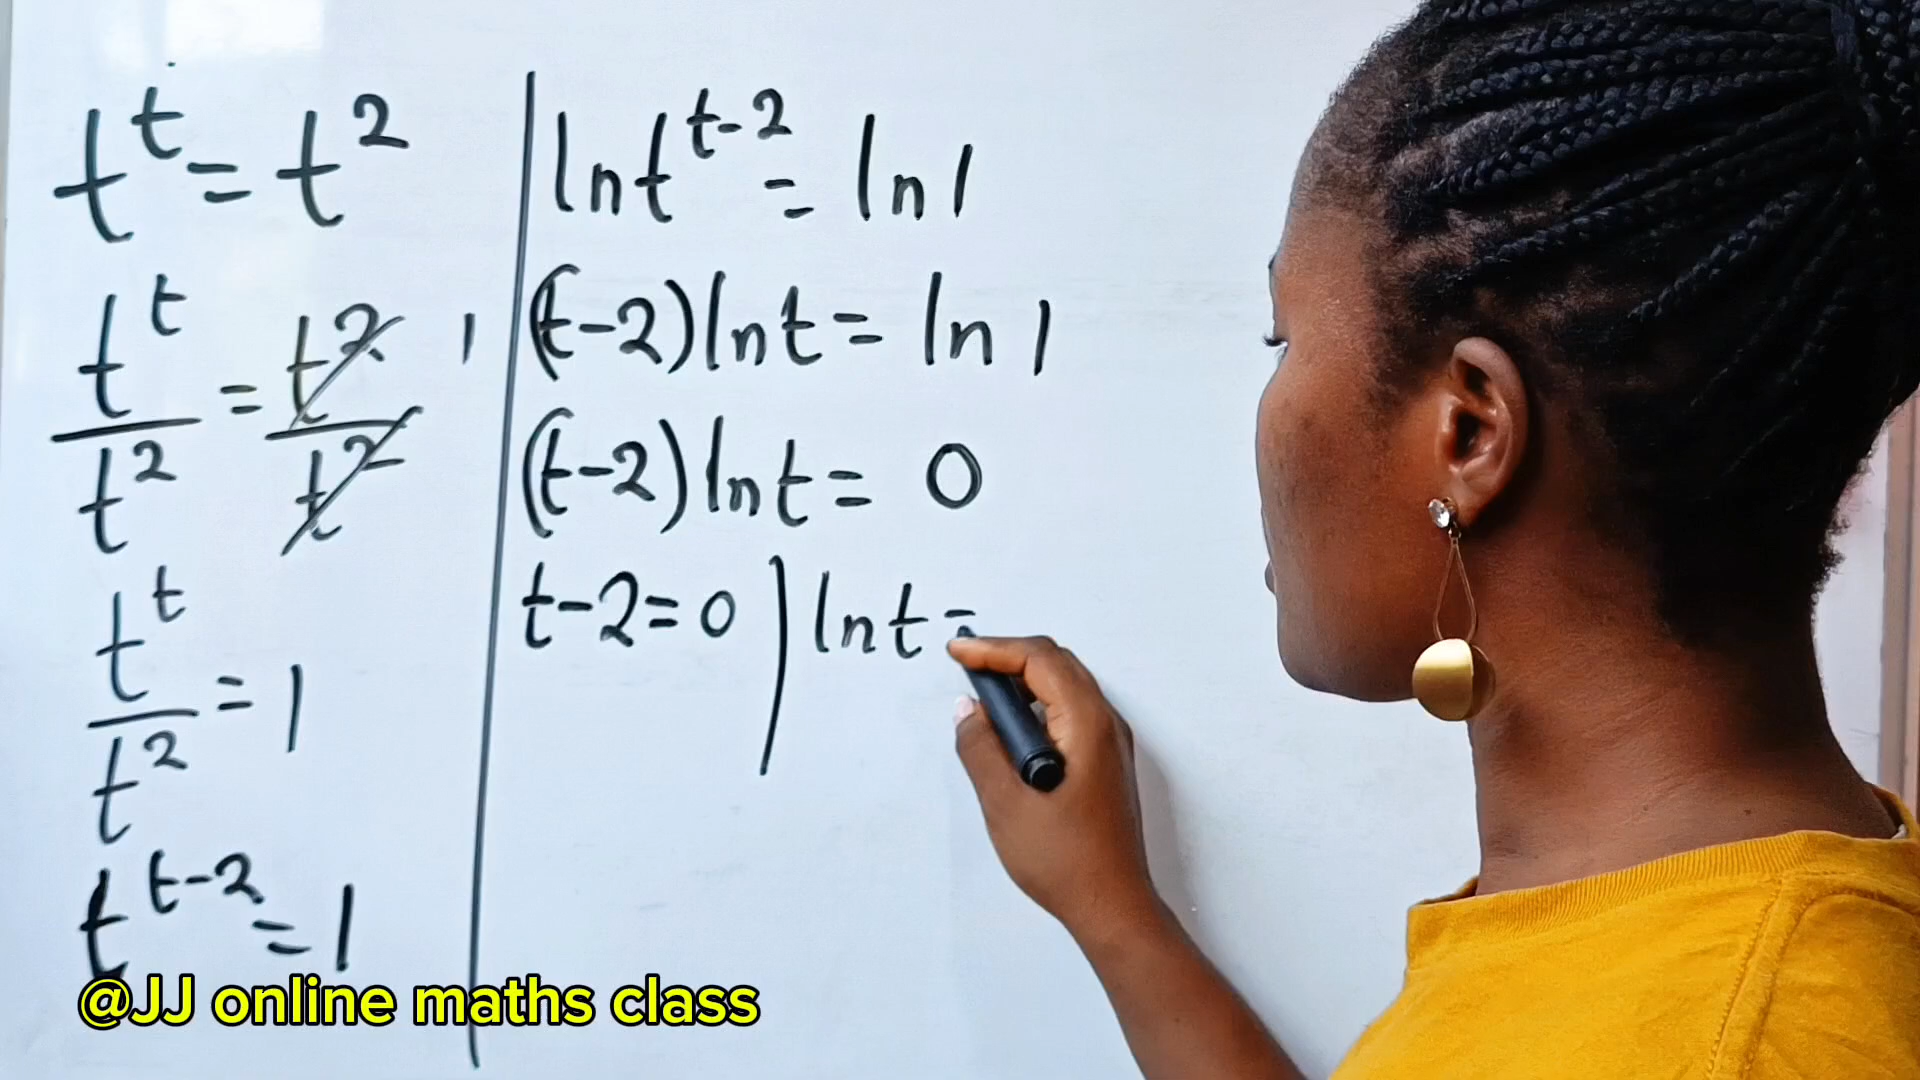 t^t = t^2
t^t/t^2 = t^2/t^2 1
t^t/t^2 = 1
t^{t-2} = 1
ln t^{t-2} = ln 1
(t-2) ln t = ln 1
(t-2) ln t = 0
t-2=0 ) ln t =
@JJ online maths class